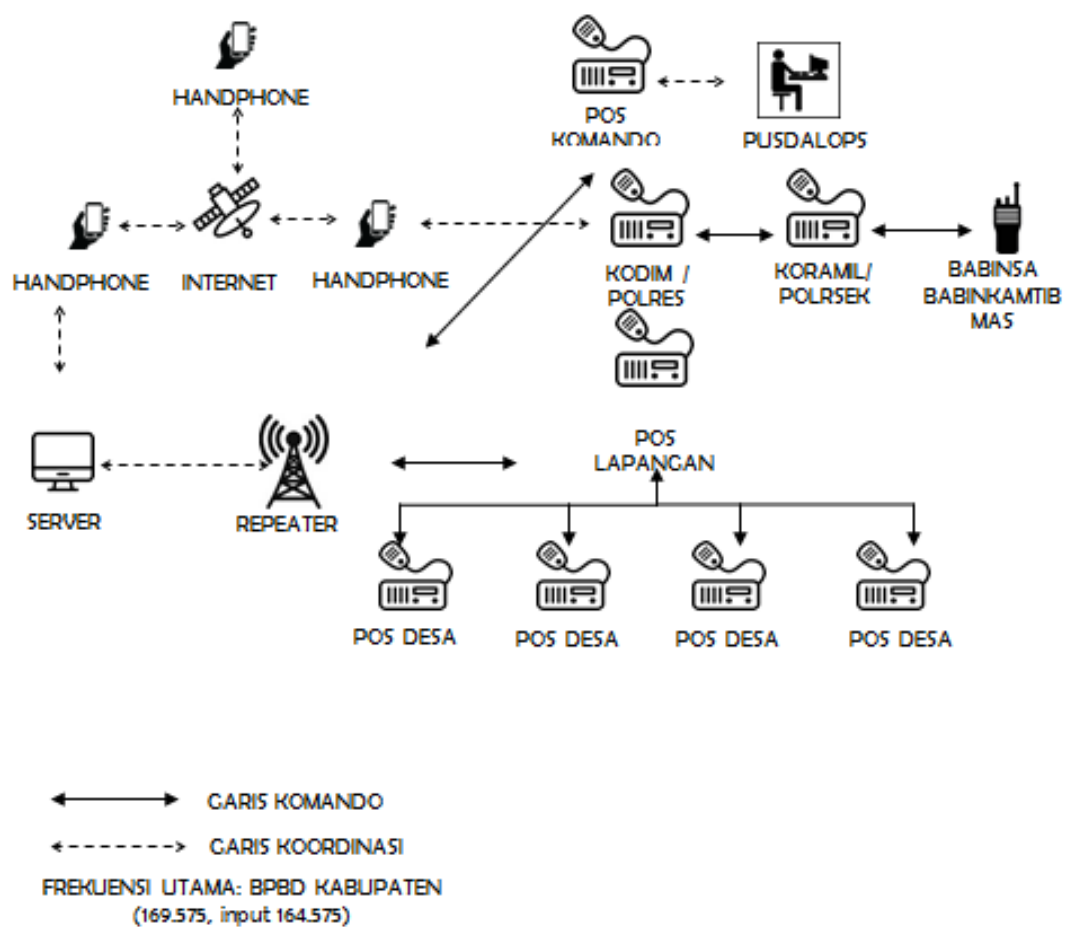 HANDPHONE
POS
KOMANDO
PUSDALOPS
HANDPHONE
INTERNET
HANDPHONE
KODIM /
POLRES
KORAMIL/
POLRSEK
BABINSA
BABINKAMTIB
MAS
POS
LAPANGAN
SERVER
REPEATER
POS DESA
POS DESA
POS DESA
POS DESA
GARIS KOMANDO
GARIS KOORDINASI
FREKUENSI UTAMA: BPBD KABUPATEN
(169.575, input 164.575)